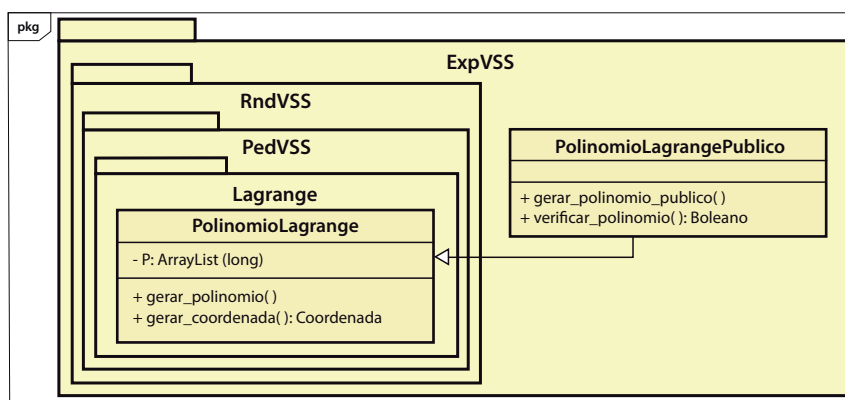 pkg
ExpVSS
RndVSS
PedVSS
Lagrange
PolinomioLagrange
- P: ArrayList (long)
+ gerar_polinomio( )
+ gerar_coordenada( ): Coordenada
PolinomioLagrangePublico
+ gerar_polinomio_publico( )
+ verificar_polinomio( ): Boleano